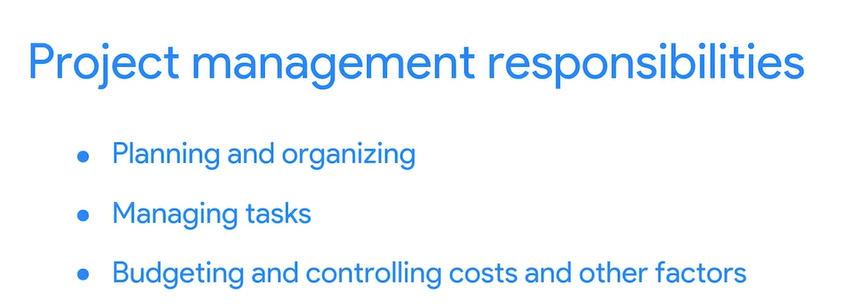 Project management responsibilities
• Planning and organizing
• Managing tasks
• Budgeting and controlling costs and other factors